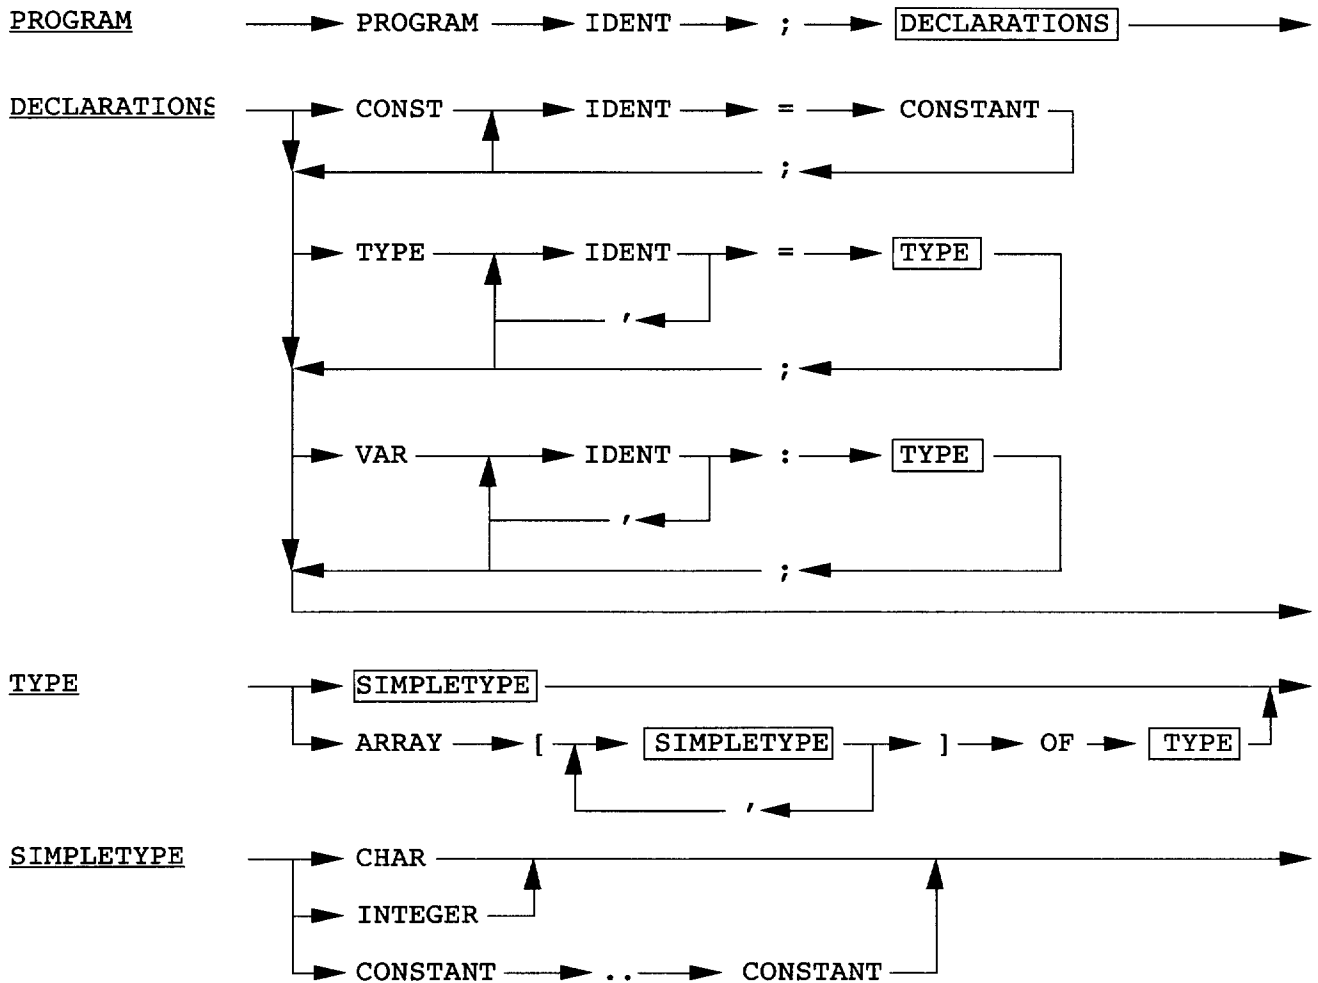 PROGRAM PROGRAM IDENT ; DECLARATIONS
DECLARATIONS CONST IDENT = CONSTANT
;
TYPE IDENT = TYPE
,
;
VAR IDENT : TYPE
,
;
TYPE SIMPLETYPE
ARRAY [ SIMPLETYPE ] OF TYPE
,
SIMPLETYPE CHAR
INTEGER
CONSTANT .. CONSTANT